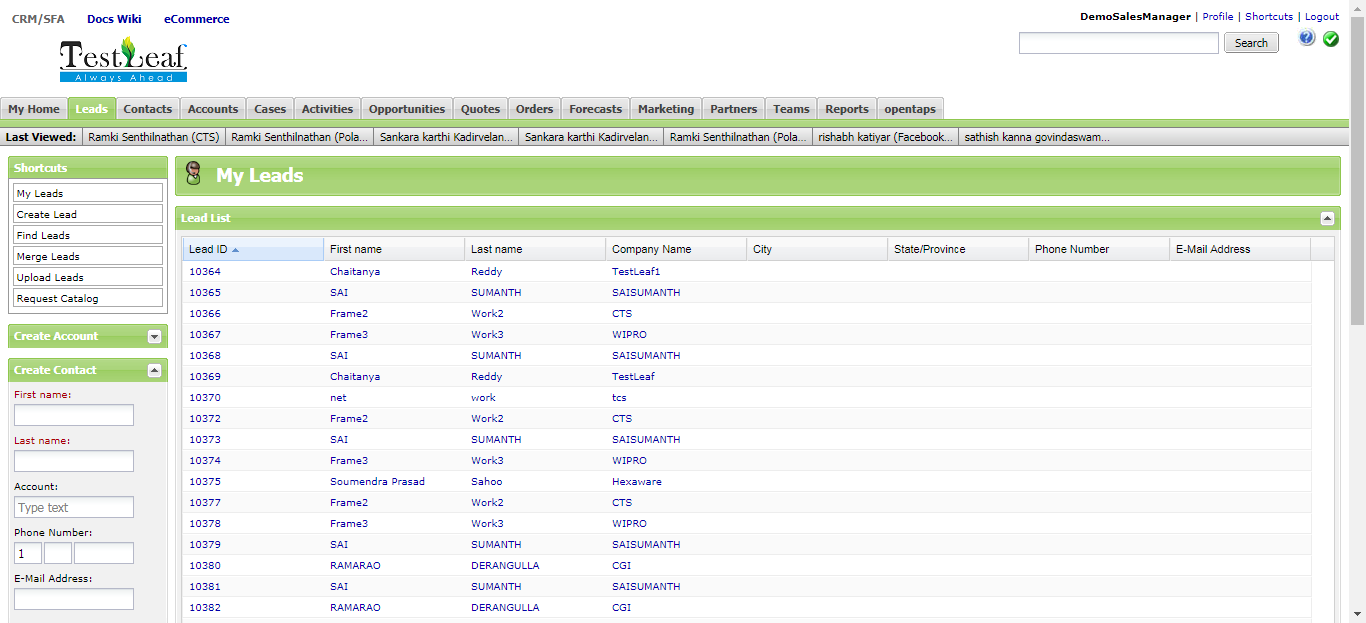 CRM/SFA Docs Wiki eCommerce
DemoSalesManager | Profile | Shortcuts | Logout
Search
TestLeaf
Always Ahead
My Home Leads Contacts Accounts Cases Activities Opportunities Quotes Orders Forecasts Marketing Partners Teams Reports opentaps
Last Viewed: Ramki Senthilnathan (CTS) Ramki Senthilnathan (Pola... Sankara karthi Kadirvelan... Sankara karthi Kadirvelan... Ramki Senthilnathan (Pola... rishabh katiyar (Facebook... sathish kanna govindaswam...
Shortcuts
My Leads
Create Lead
Find Leads
Merge Leads
Upload Leads
Request Catalog
Create Account
Create Contact
First name:
Last name:
Account:
Type text
Phone Number:
1
E-Mail Address:
My Leads
Lead List
Lead ID First name Last name Company Name City State/Province Phone Number E-Mail Address
10364 Chaitanya Reddy TestLeaf1
10365 SAI SUMANTH SAISUMANTH
10366 Frame2 Work2 CTS
10367 Frame3 Work3 WIPRO
10368 SAI SUMANTH SAISUMANTH
10369 Chaitanya Reddy TestLeaf
10370 net work tcs
10372 Frame2 Work2 CTS
10373 SAI SUMANTH SAISUMANTH
10374 Frame3 Work3 WIPRO
10375 Soumendra Prasad Sahoo Hexaware
10377 Frame2 Work2 CTS
10378 Frame3 Work3 WIPRO
10379 SAI SUMANTH SAISUMANTH
10380 RAMARAO DERANGULLA CGI
10381 SAI SUMANTH SAISUMANTH
10382 RAMARAO DERANGULLA CGI